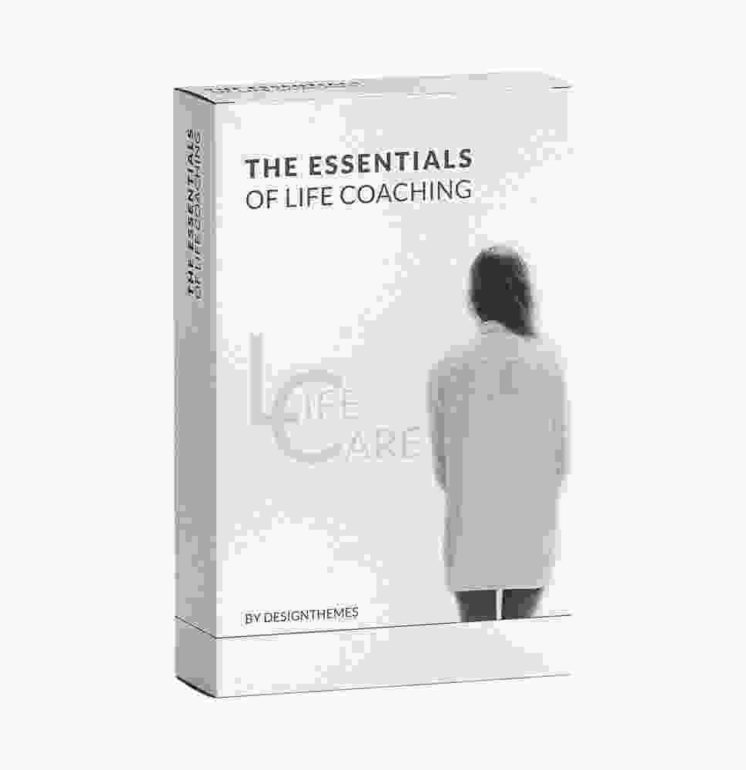 THE ESSENTIALS
OF LIFE COACHING
THE ESSENTIALS
OF LIFE COACHING
LIFE
CARE
BY DESIGNTHEMES